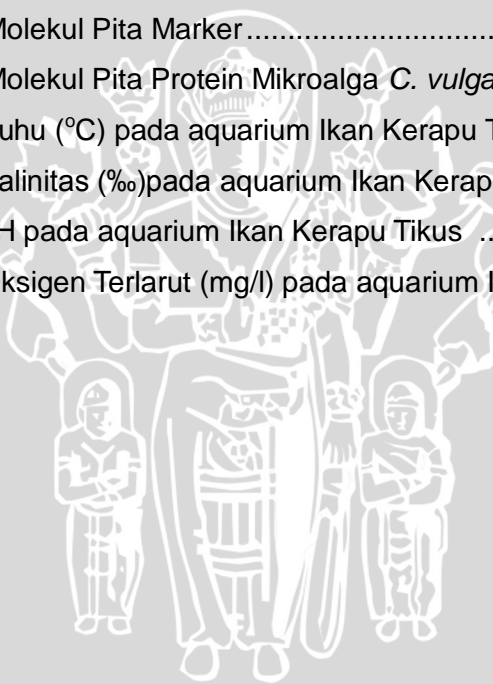 Molekul Pita Marker..............................
Molekul Pita Protein Mikroalga C. vulga
uhu (°C) pada aquarium Ikan Kerapu T
alinitas (‰)pada aquarium Ikan Kerap
H pada aquarium Ikan Kerapu Tikus ..
ksigen Terlarut (mg/l) pada aquarium I